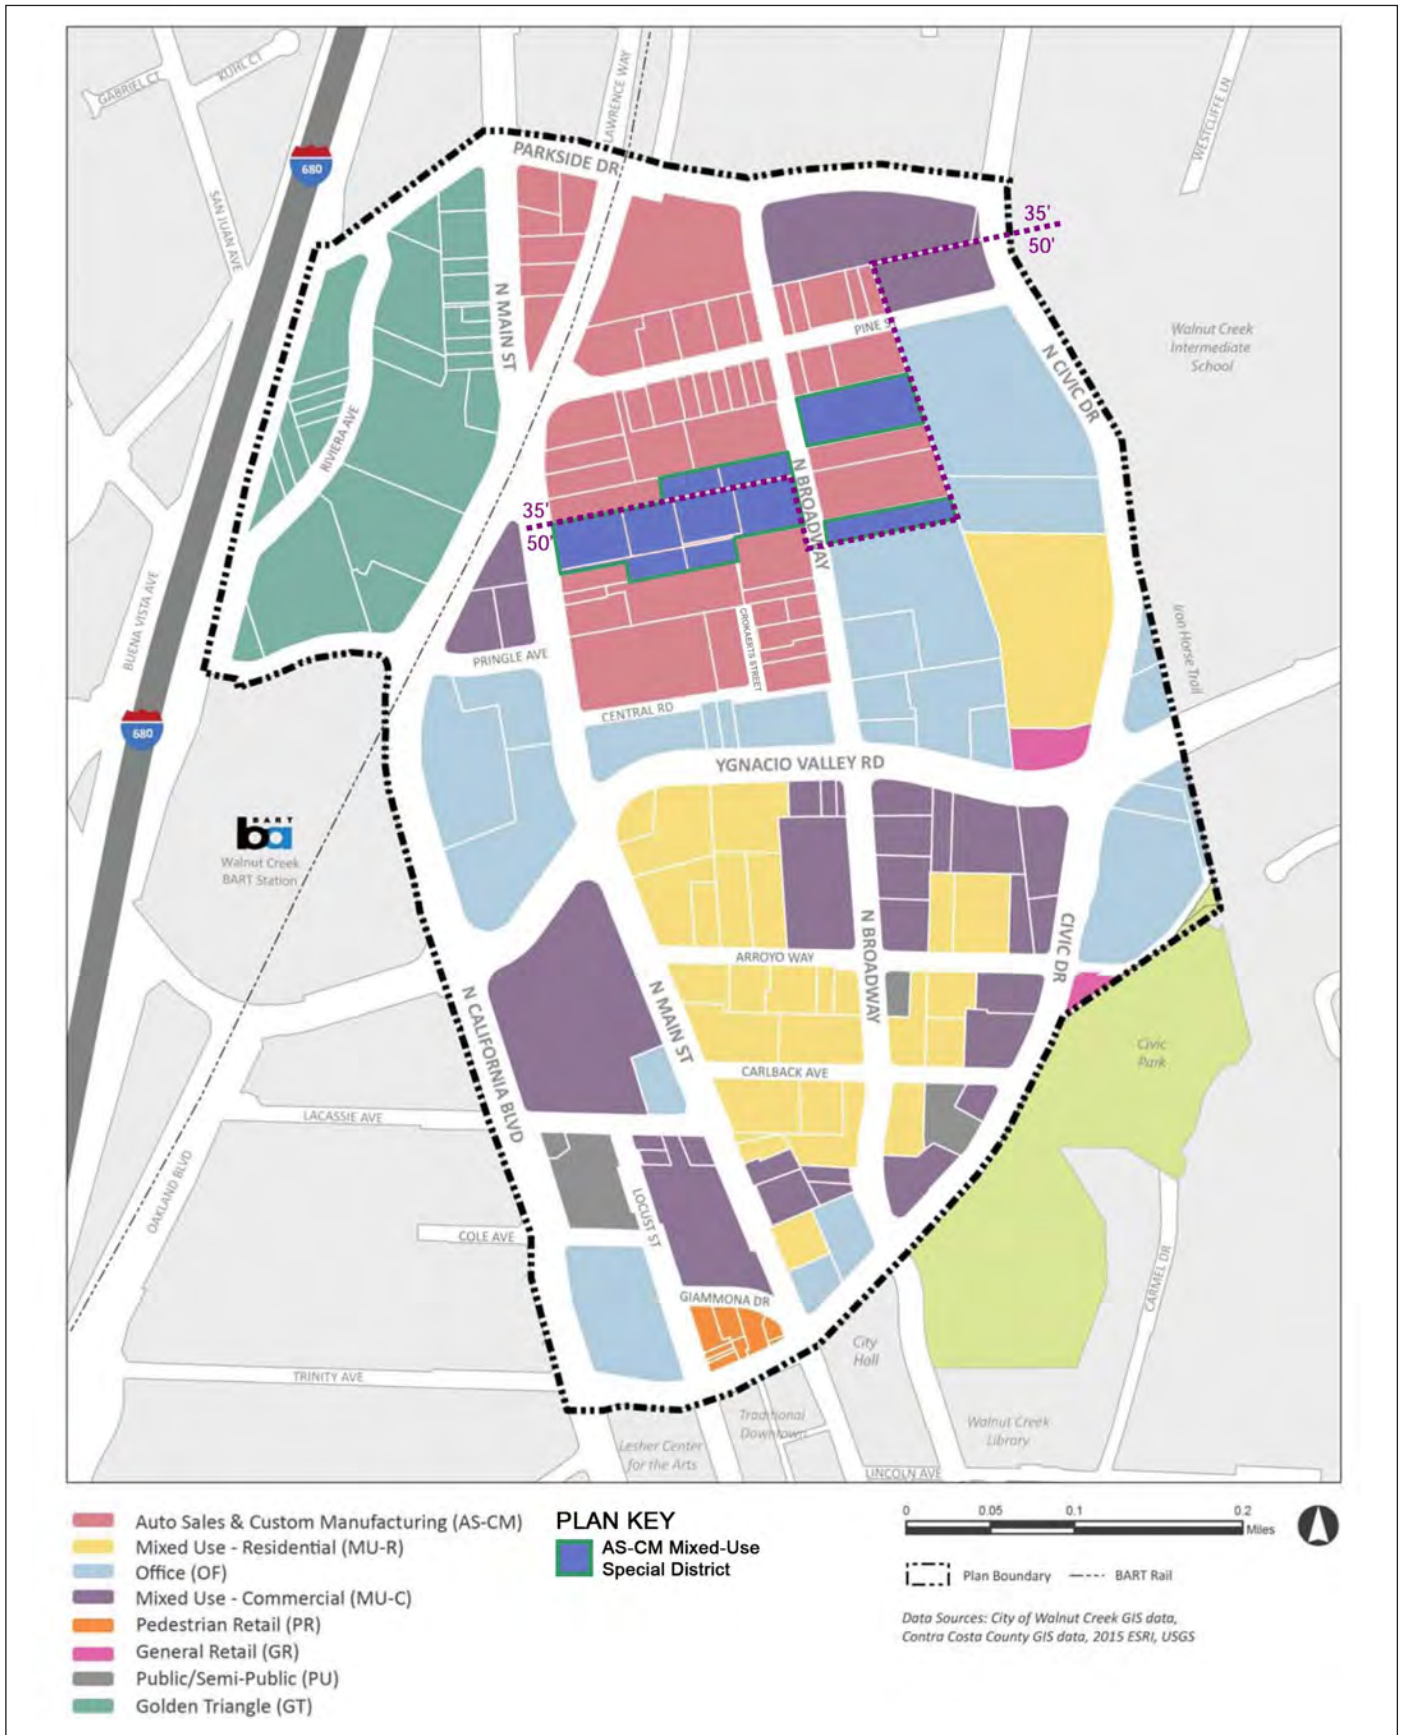 GABRIEL CT
KUHL CT
LAWRENCE WAY
WESTCLIFFE LN
680
PARKSIDE DR
SAN JUAN AVE
35'
50'
N MAIN ST
PINE S
Walnut Creek
Intermediate
School
N CIVIC DR
RIVIERA AVE
N BROADWAY
35'
50'
BUENA VISTA AVE
CROKAERTS STREET
Iron Horse Trail
PRINGLE AVE
CENTRAL RD
680
YGNACIO VALLEY RD
BART
ba
Walnut Creek
BART Station
N BROADWAY
CIVIC DR
ARROYO WAY
N MAIN ST
N CALIFORNIA BLVD
Civic
Park
CARLBACK AVE
LACASSIE AVE
OAKLAND BLVD
LOCUST ST
COLE AVE
CARMEL DR
GIAMMONA DR
City
Hall
TRINITY AVE
Traditional
Downtown
Walnut Creek
Library
Lesher Center
for the Arts
LINCOLN AVE
Auto Sales & Custom Manufacturing (AS-CM)
Mixed Use - Residential (MU-R)
Office (OF)
Mixed Use - Commercial (MU-C)
Pedestrian Retail (PR)
General Retail (GR)
Public/Semi-Public (PU)
Golden Triangle (GT)
PLAN KEY
AS-CM Mixed-Use
Special District
0 0.05 0.1 0.2
Miles
Plan Boundary BART Rail
Data Sources: City of Walnut Creek GIS data,
Contra Costa County GIS data, 2015 ESRI, USGS